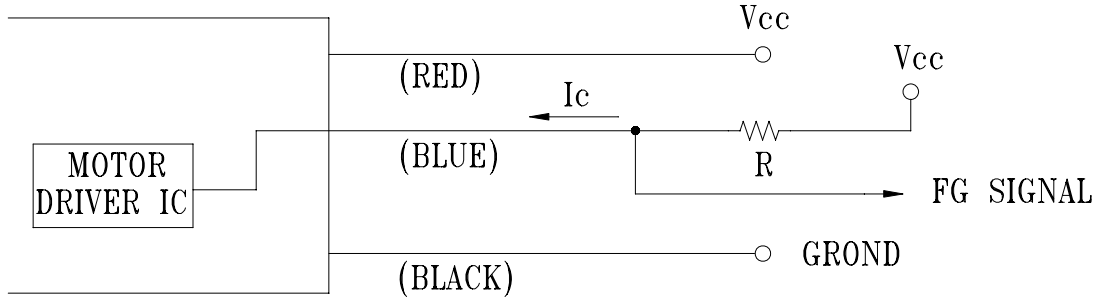 Vcc
Vcc
(RED)
Ic
(BLUE)
R
MOTOR
DRIVER IC
FG SIGNAL
GROND
(BLACK)